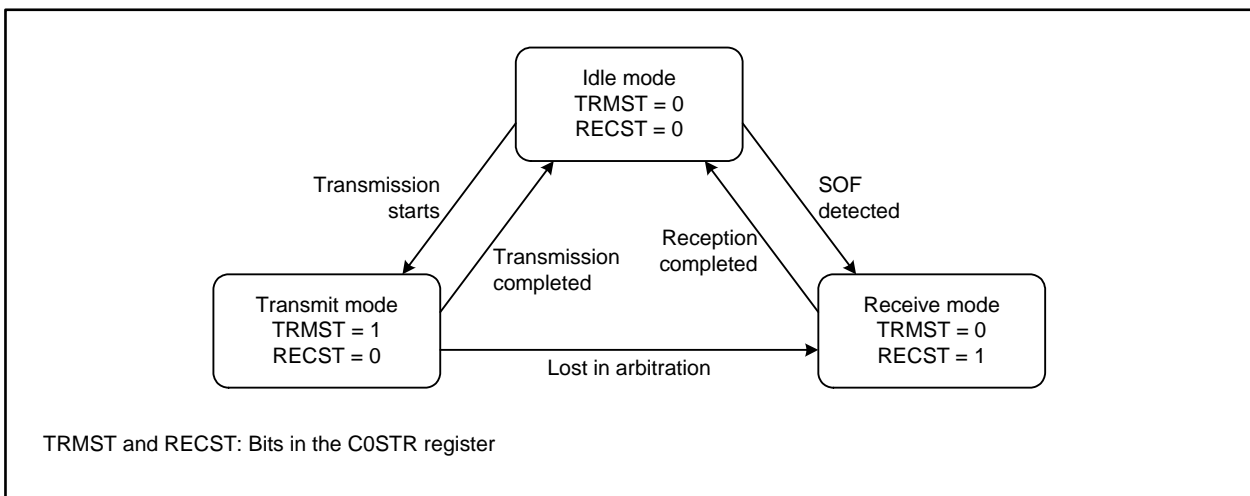 Idle mode
TRMST = 0
RECST = 0
Transmission
starts
SOF
detected
Transmission
completed
Reception
completed
Transmit mode
TRMST = 1
RECST = 0
Receive mode
TRMST = 0
RECST = 1
Lost in arbitration
TRMST and RECST: Bits in the C0STR register